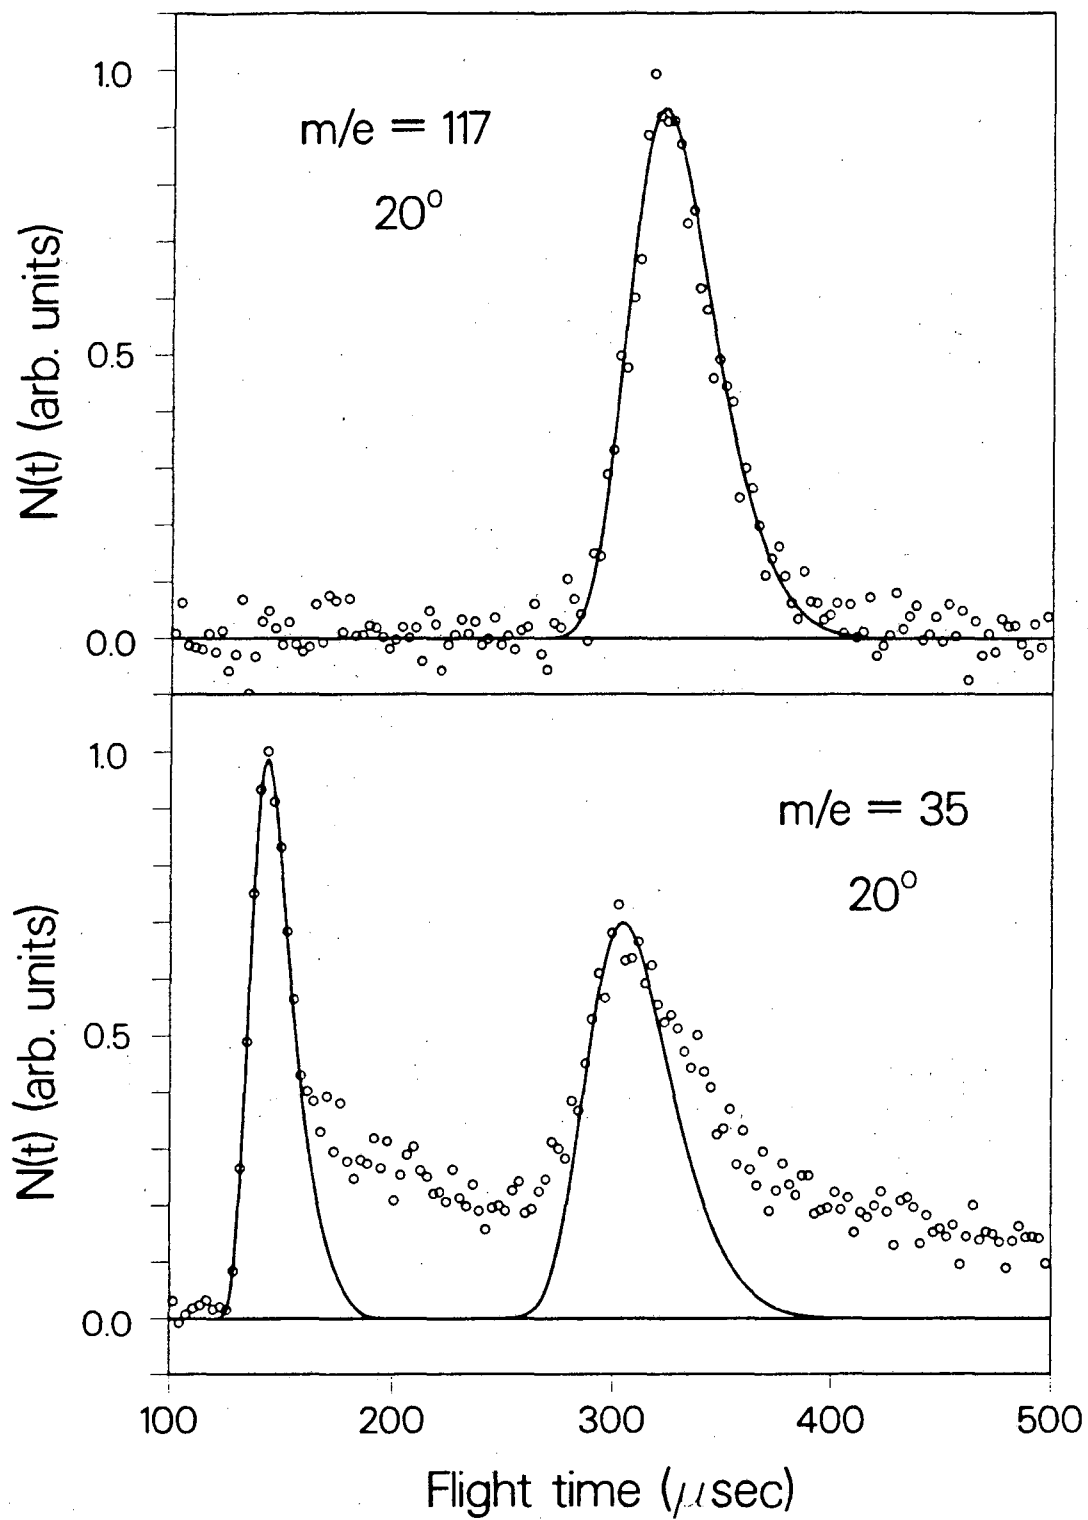 1.0
m/e = 117
20°
N(t) (arb. units)
0.5
0.0
1.0
m/e = 35
20°
N(t) (arb. units)
0.5
0.0
100 200 300 400 500
Flight time (μsec)